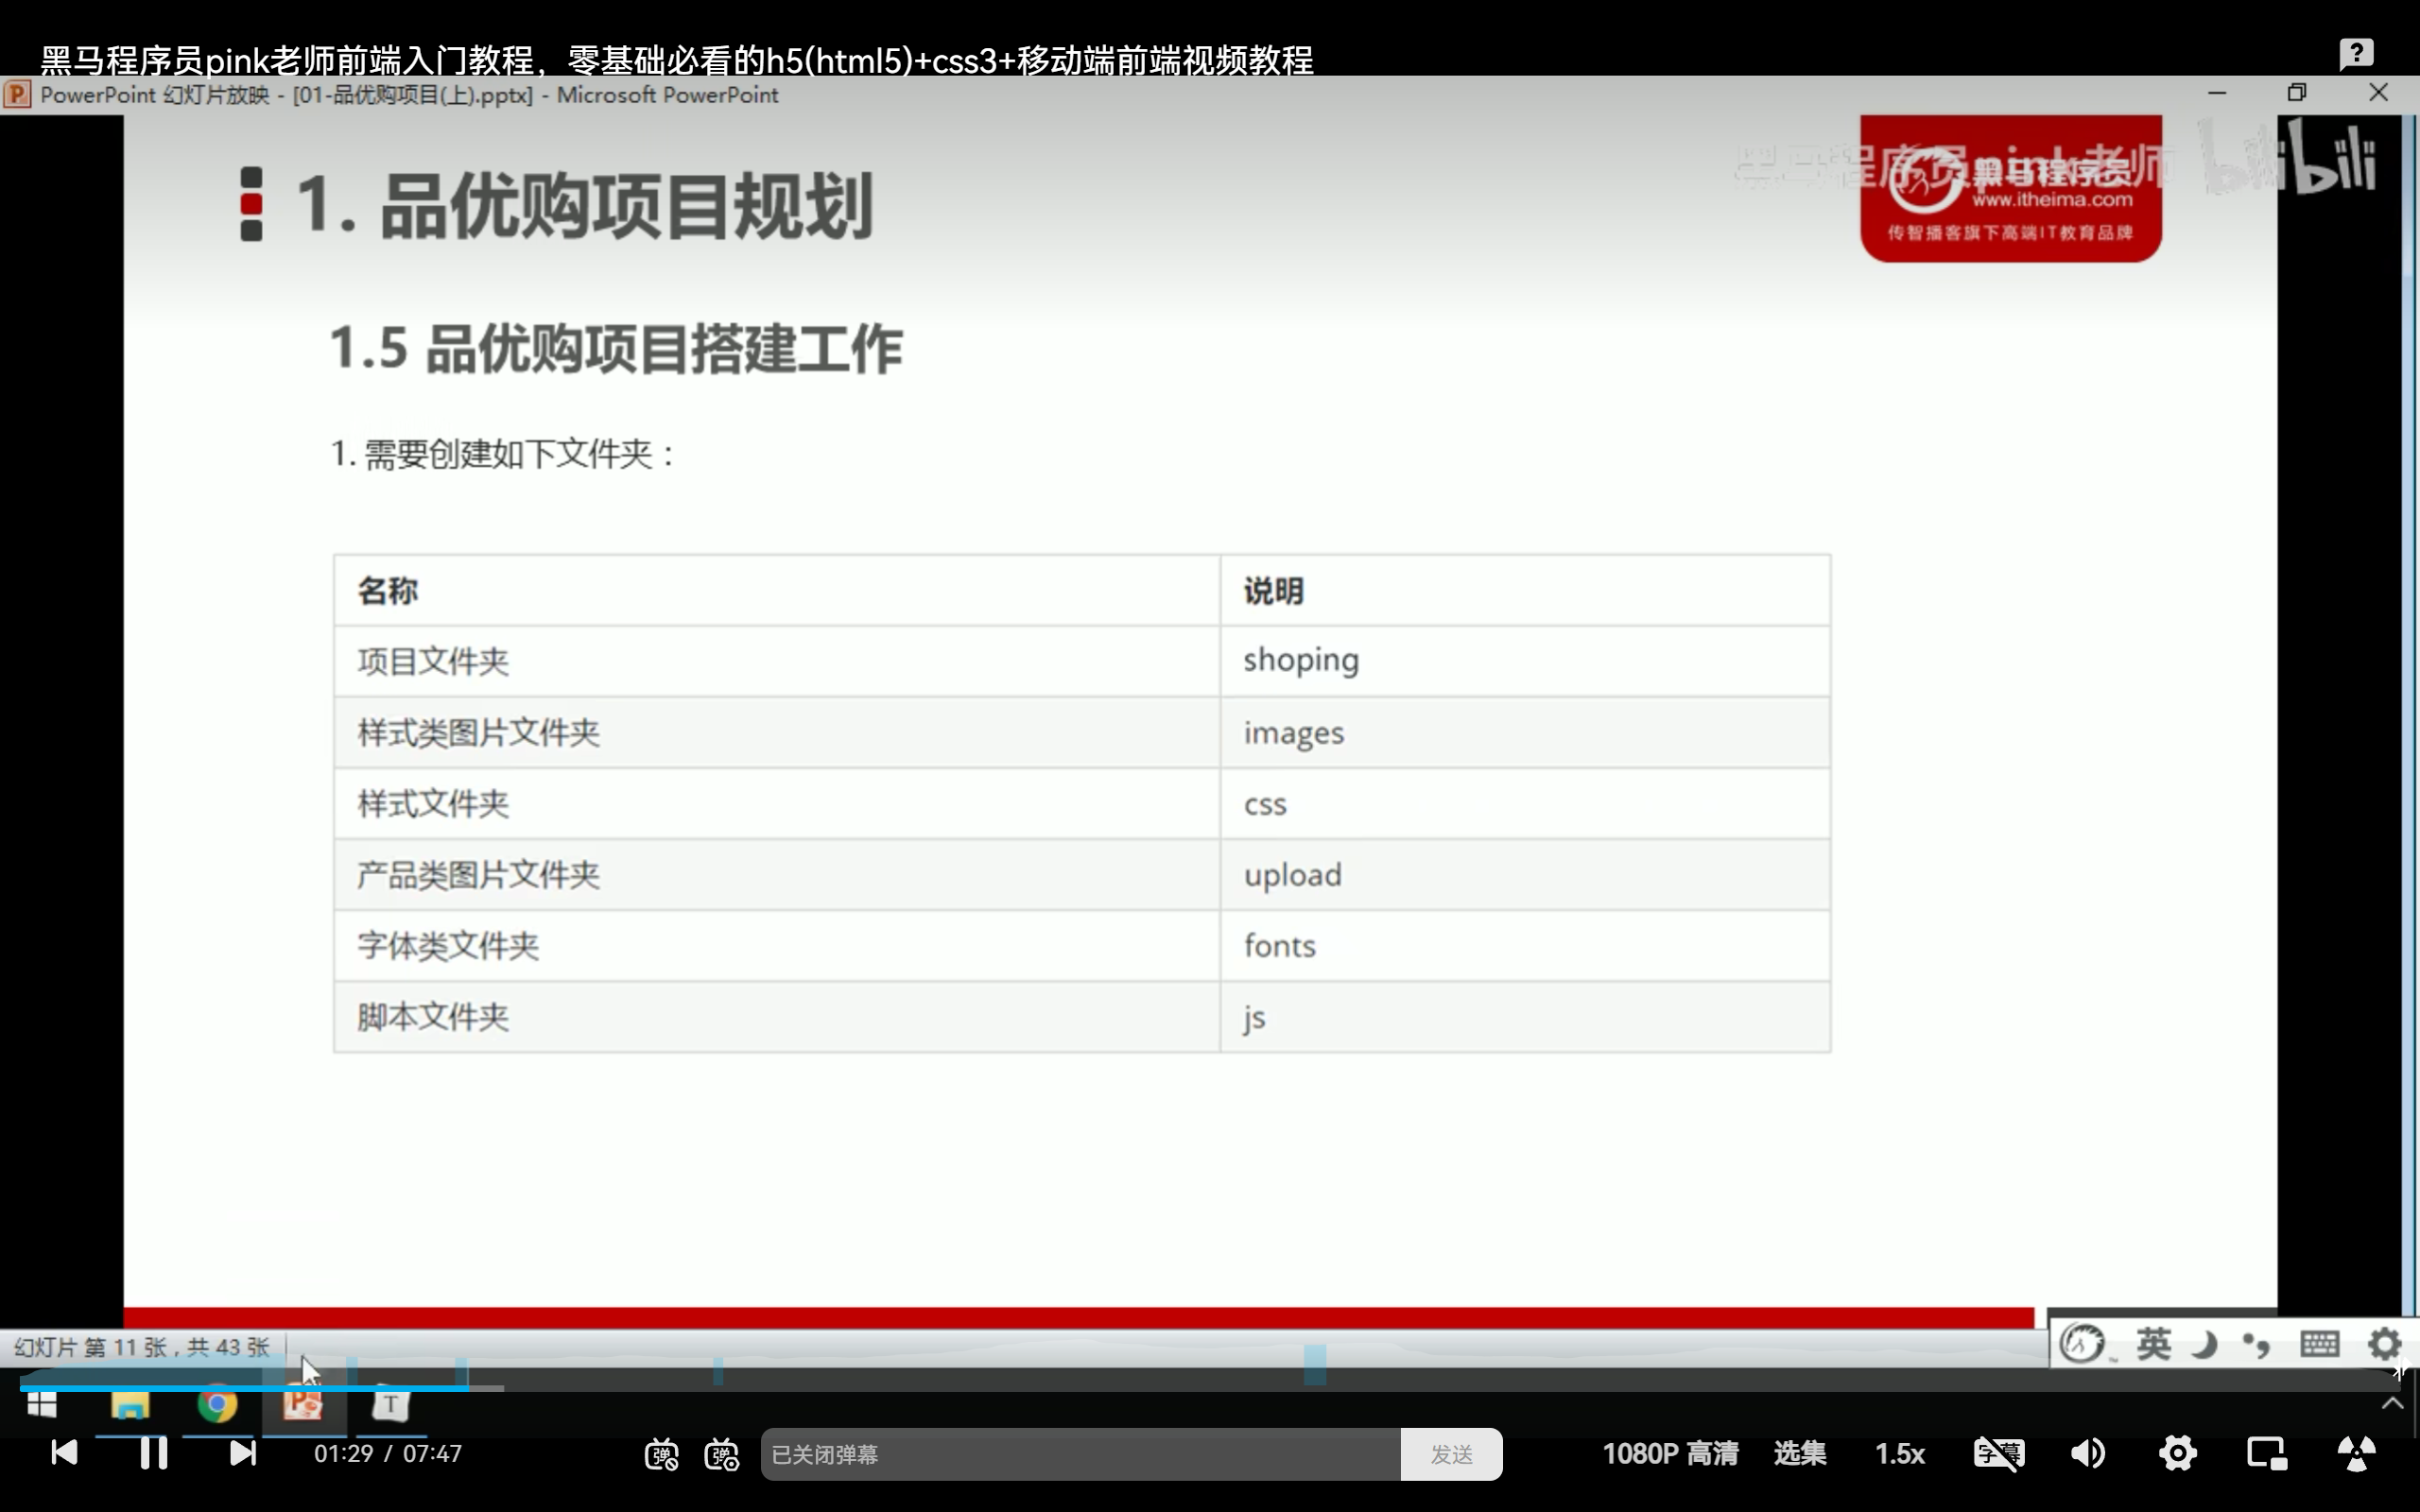 黑马程序员pink老师前端入门教程，零基础必看的h5(html5)+css3+移动端前端视频教程
PowerPoint 幻灯片放映 - [01-品优购项目(上).pptx] - Microsoft PowerPoint
1. 品优购项目规划
黑马程序员pink老师 bilibili
黑马程序员
www.itheima.com
传智播客旗下高端IT教育品牌
1.5 品优购项目搭建工作
1. 需要创建如下文件夹：
名称 说明
项目文件夹 shoping
样式类图片文件夹 images
样式文件夹 css
产品类图片文件夹 upload
字体类文件夹 fonts
脚本文件夹 js
幻灯片 第 11 张，共 43 张
英
01:29 / 07:47
弹 弹
已关闭弹幕 发送
1080P 高清 选集 1.5x 字幕